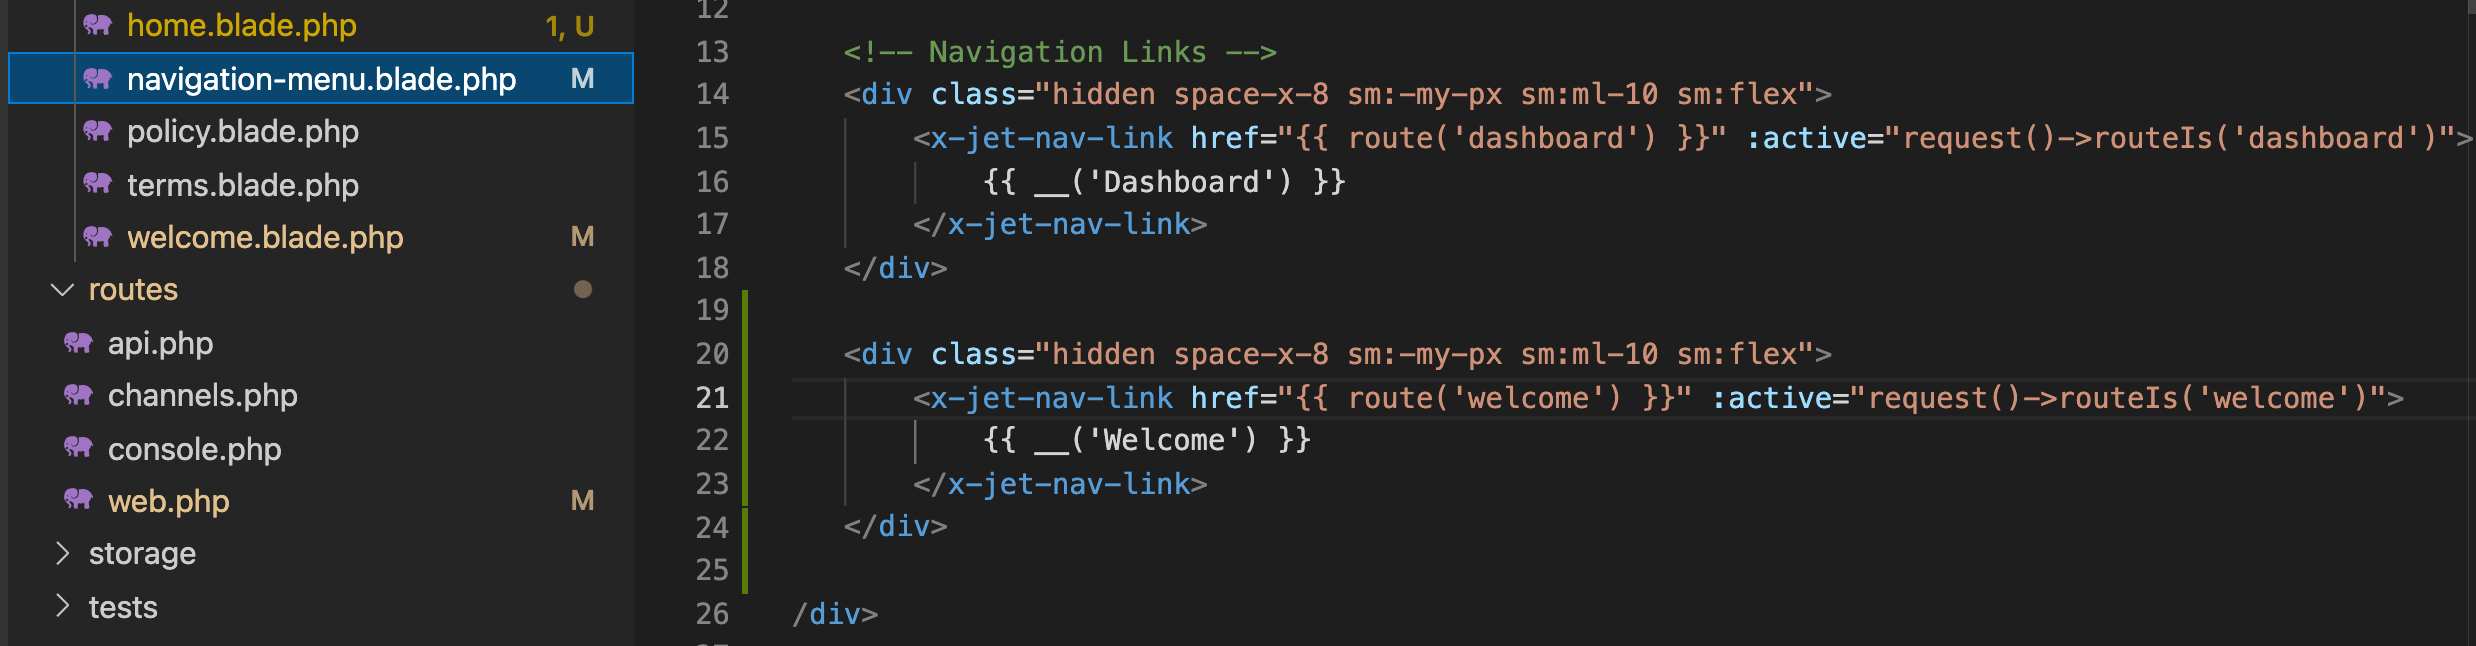 home.blade.php 1, U
navigation-menu.blade.php M
policy.blade.php
terms.blade.php
welcome.blade.php M
routes
api.php
channels.php
console.php
web.php M
storage
tests
12
13 <!-- Navigation Links -->
14 <div class="hidden space-x-8 sm:-my-px sm:ml-10 sm:flex">
15 <x-jet-nav-link href="{{ route('dashboard') }}" :active="request()->routeIs('dashboard')">
16 {{ __('Dashboard') }}
17 </x-jet-nav-link>
18 </div>
19
20 <div class="hidden space-x-8 sm:-my-px sm:ml-10 sm:flex">
21 <x-jet-nav-link href="{{ route('welcome') }}" :active="request()->routeIs('welcome')">
22 {{ __('Welcome') }}
23 </x-jet-nav-link>
24 </div>
25
26 /div>